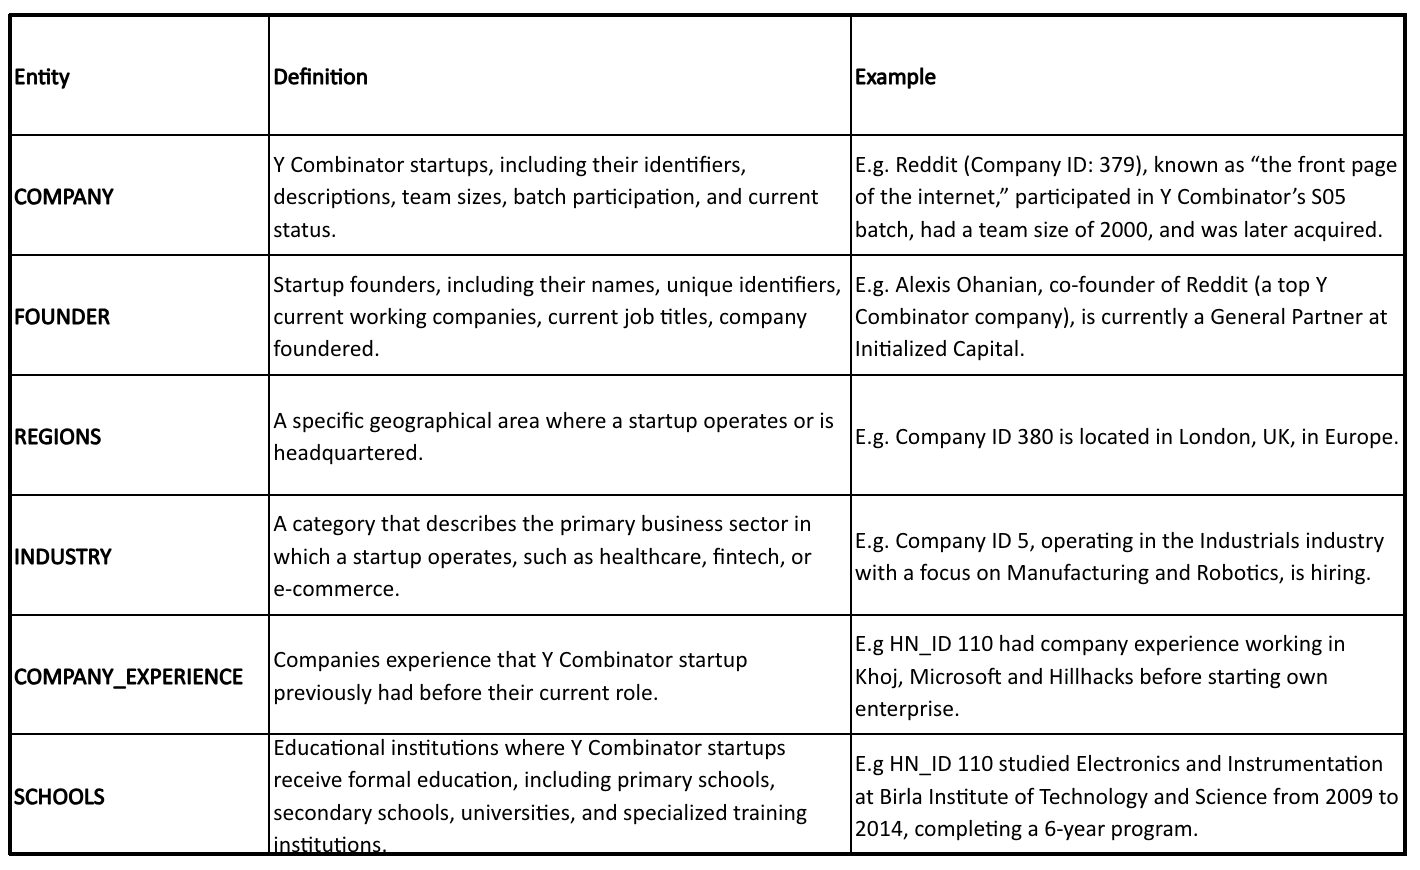 Entity
Definition
Example
COMPANY
Y Combinator startups, including their identifiers,
descriptions, team sizes, batch participation, and current
status.
E.g. Reddit (Company ID: 379), known as “the front page
of the internet,” participated in Y Combinator’s S05
batch, had a team size of 2000, and was later acquired.
FOUNDER
Startup founders, including their names, unique identifiers,
current working companies, current job titles, company
foundered.
E.g. Alexis Ohanian, co-founder of Reddit (a top Y
Combinator company), is currently a General Partner at
Initialized Capital.
REGIONS
A specific geographical area where a startup operates or is
headquartered.
E.g. Company ID 380 is located in London, UK, in Europe.
INDUSTRY
A category that describes the primary business sector in
which a startup operates, such as healthcare, fintech, or
e-commerce.
E.g. Company ID 5, operating in the Industrials industry
with a focus on Manufacturing and Robotics, is hiring.
COMPANY_EXPERIENCE
Companies experience that Y Combinator startup
previously had before their current role.
E.g HN_ID 110 had company experience working in
Khoj, Microsoft and Hillhacks before starting own
enterprise.
SCHOOLS
Educational institutions where Y Combinator startups
receive formal education, including primary schools,
secondary schools, universities, and specialized training
institutions.
E.g HN_ID 110 studied Electronics and Instrumentation
at Birla Institute of Technology and Science from 2009 to
2014, completing a 6-year program.